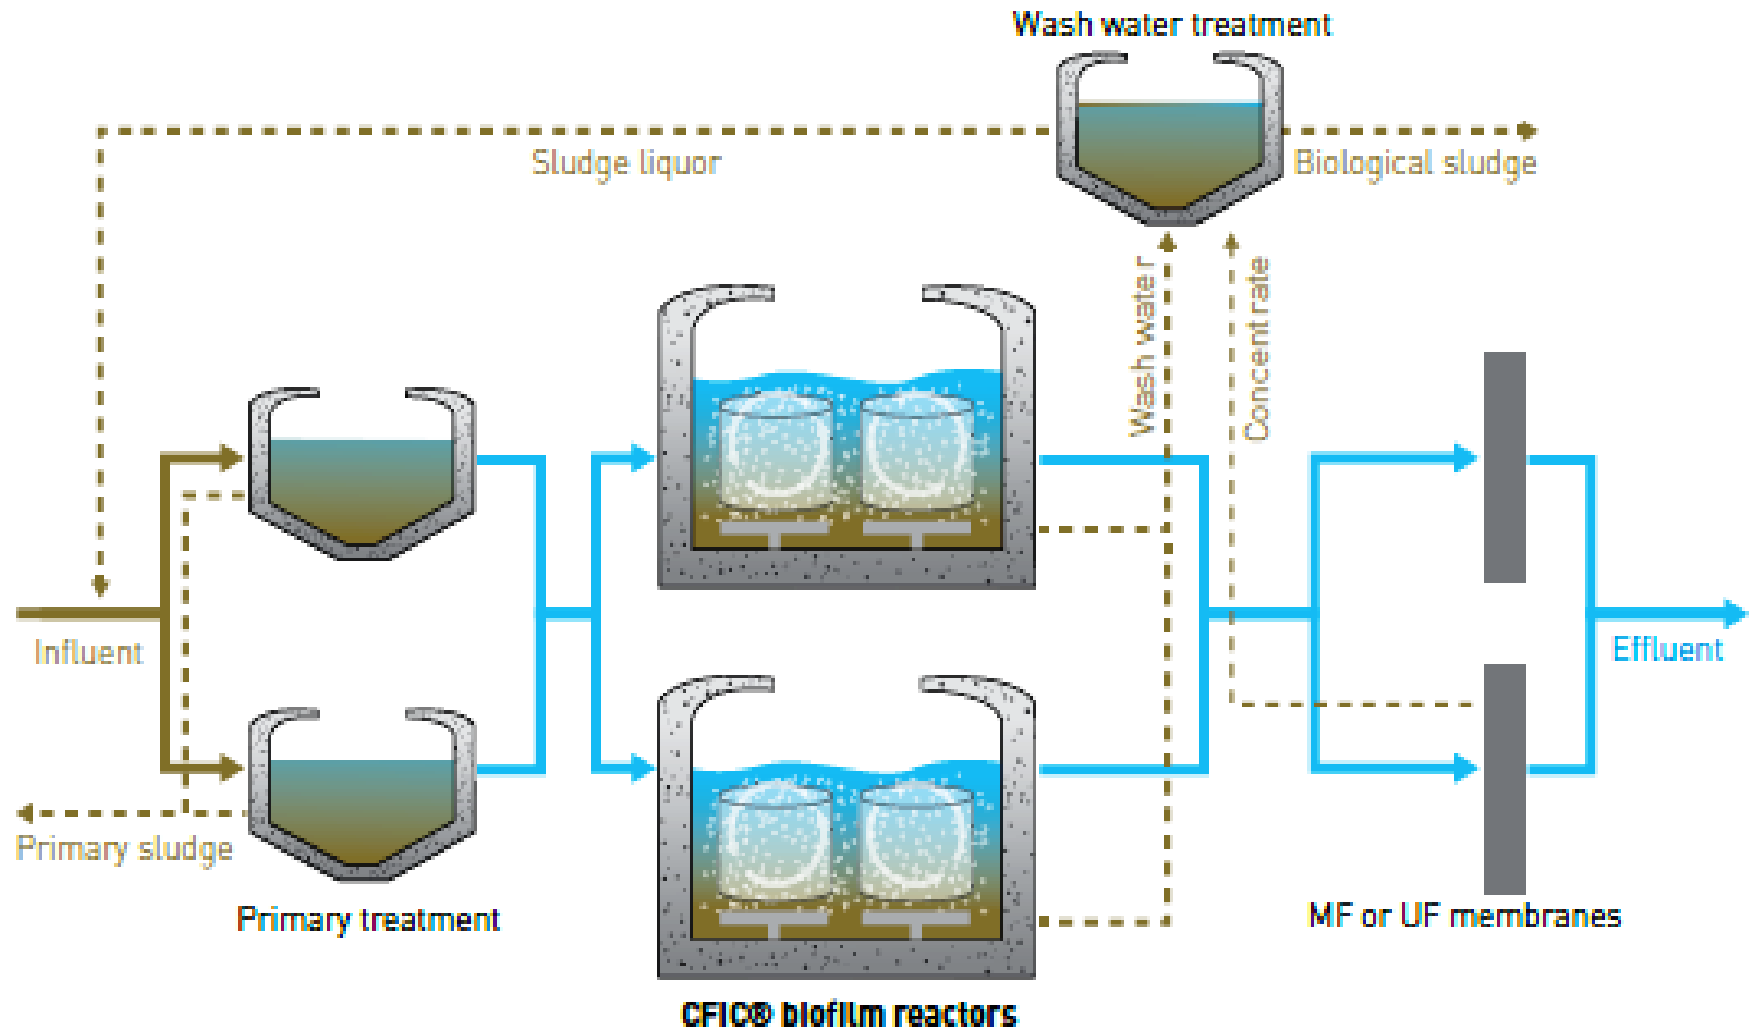 Wash water treatment
Sludge liquor
Biological sludge
Wash water
Concentrate
Influent
Effluent
Primary sludge
Primary treatment
MF or UF membranes
CFIC® biofilm reactors